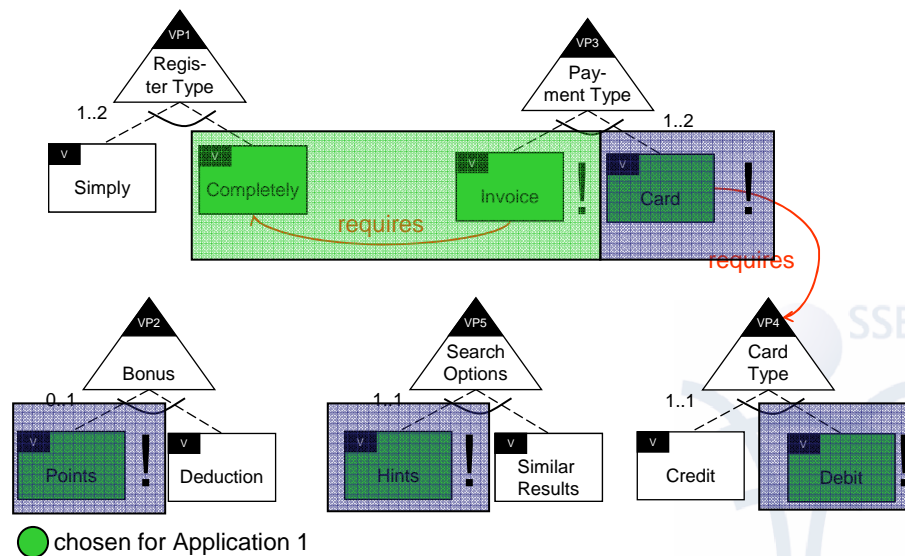 VP1
Regis-
ter Type
1..2
V
Simply
V
Completely
VP3
Pay-
ment Type
1..2
V
Invoice
!
V
Card
!
requires
requires
VP2
Bonus
0..1
V
Points
!
V
Deduction
VP5
Search
Options
1..1
V
Hints
!
V
Similar
Results
VP4
Card
Type
1..1
V
Credit
V
Debit
!
SSE
chosen for Application 1